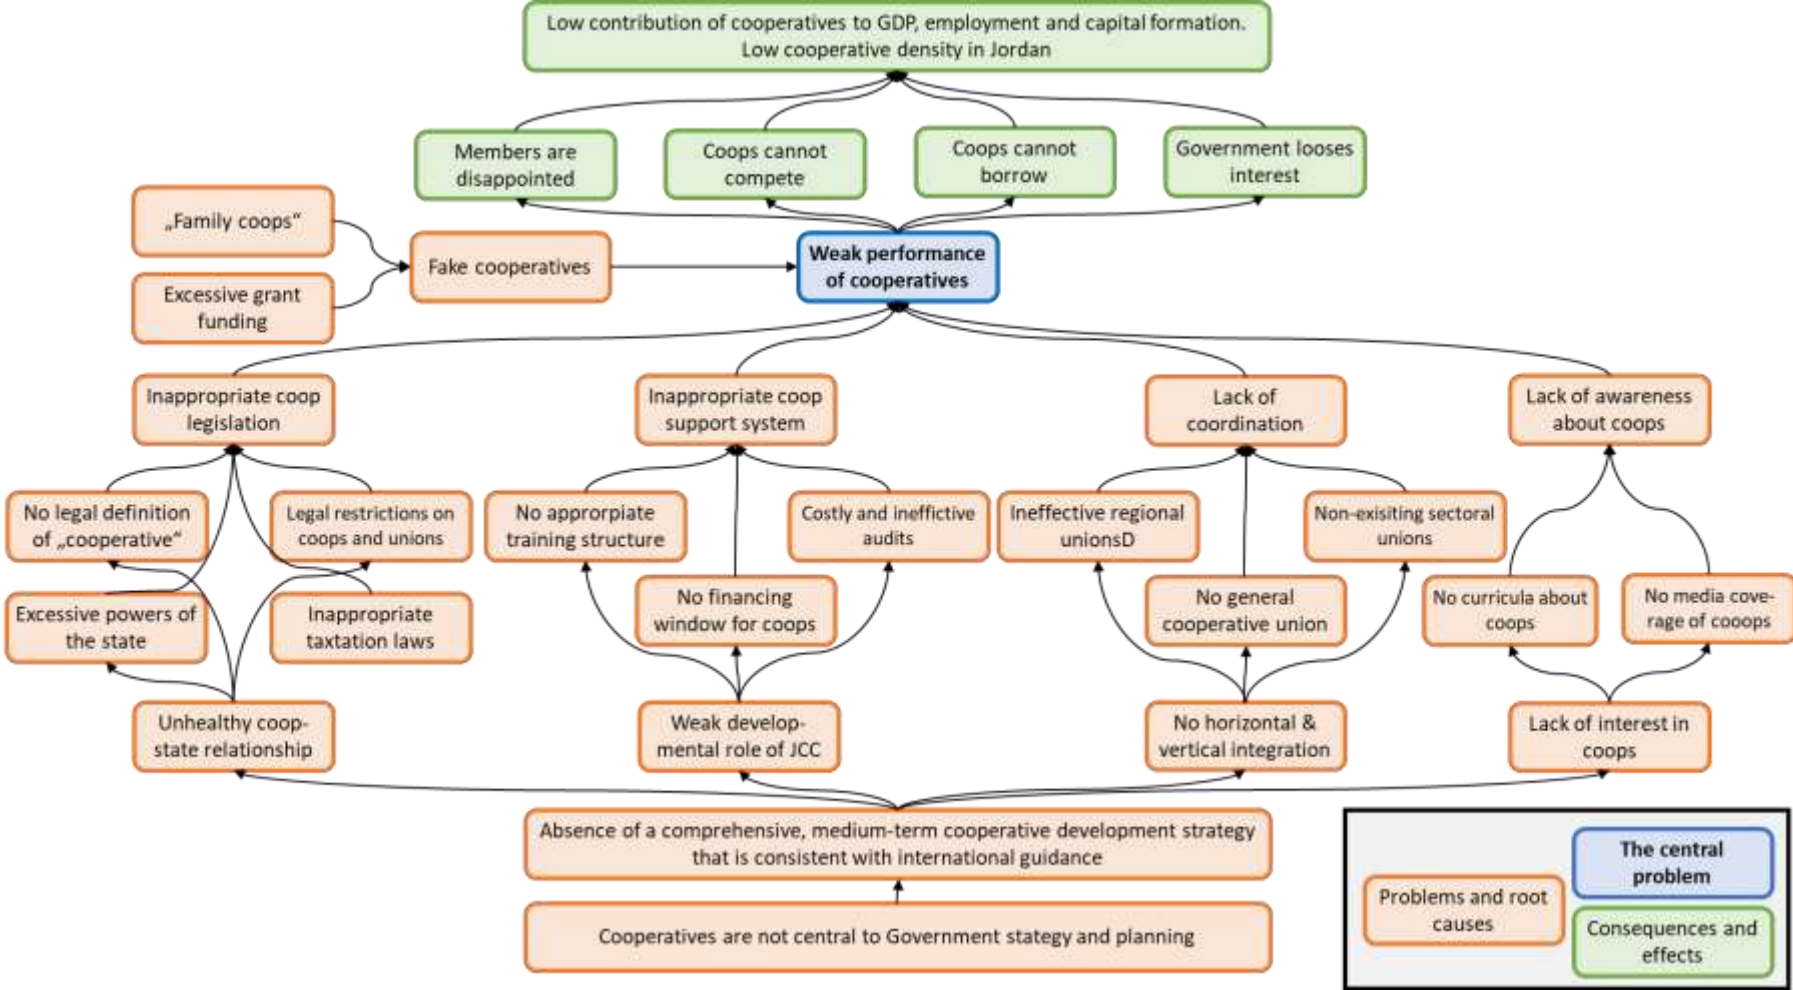 Low contribution of cooperatives to GDP, employment and capital formation.
Low cooperative density in Jordan
Members are
disappointed
Coops cannot
compete
Coops cannot
borrow
Government looses
interest
„Family coops“
Excessive grant
funding
Fake cooperatives
Weak performance
of cooperatives
Inappropriate coop
legislation
Inappropriate coop
support system
Lack of
coordination
Lack of awareness
about coops
No legal definition
of „cooperative“
Legal restrictions on
coops and unions
No approrpiate
training structure
Costly and ineffictive
audits
Ineffective regional
unionsD
Non-exisiting sectoral
unions
Excessive powers of
the state
Inappropriate
taxtation laws
No financing
window for coops
No general
cooperative union
No curricula about
coops
No media cove-
rage of cooops
Unhealthy coop-
state relationship
Weak develop-
mental role of JCC
No horizontal &
vertical integration
Lack of interest in
coops
Absence of a comprehensive, medium-term cooperative development strategy
that is consistent with international guidance
Cooperatives are not central to Government stategy and planning
The central
problem
Problems and root
causes
Consequences and
effects